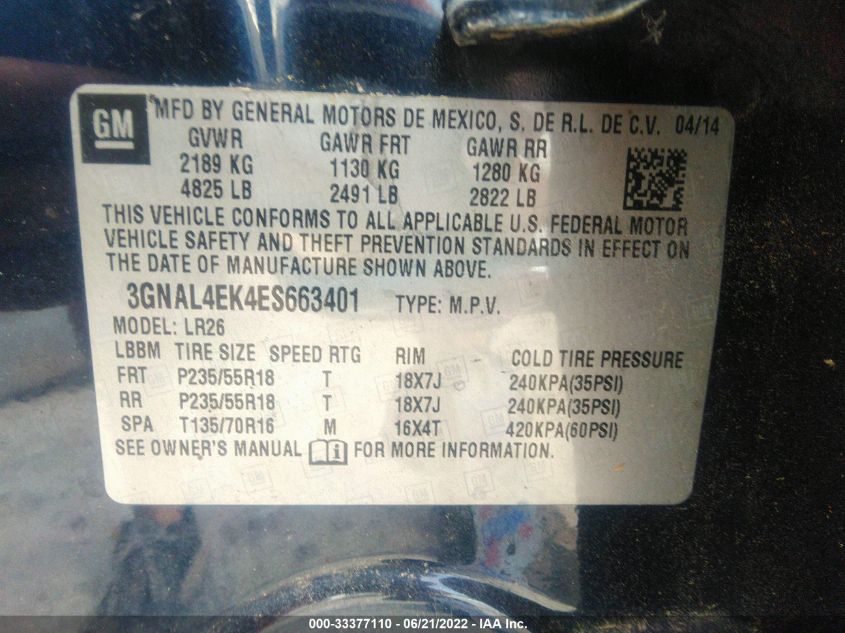 GM
MFD BY GENERAL MOTORS DE MEXICO, S. DE R.L. DE C.V. 04/14
GVWR GAWR FRT GAWR RR
2189 KG 1130 KG 1280 KG
4825 LB 2491 LB 2822 LB
THIS VEHICLE CONFORMS TO ALL APPLICABLE U.S. FEDERAL MOTOR
VEHICLE SAFETY AND THEFT PREVENTION STANDARDS IN EFFECT ON
THE DATE OF MANUFACTURE SHOWN ABOVE.
3GNAL4EK4ES663401 TYPE: M.P.V.
MODEL: LR26
LBBM TIRE SIZE SPEED RTG RIM COLD TIRE PRESSURE
FRT P235/55R18 T 18X7J 240KPA(35PSI)
RR P235/55R18 T 18X7J 240KPA(35PSI)
SPA T135/70R16 M 16X4T 420KPA(60PSI)
SEE OWNER'S MANUAL FOR MORE INFORMATION.
000-33377110 - 06/21/2022 - IAA Inc.